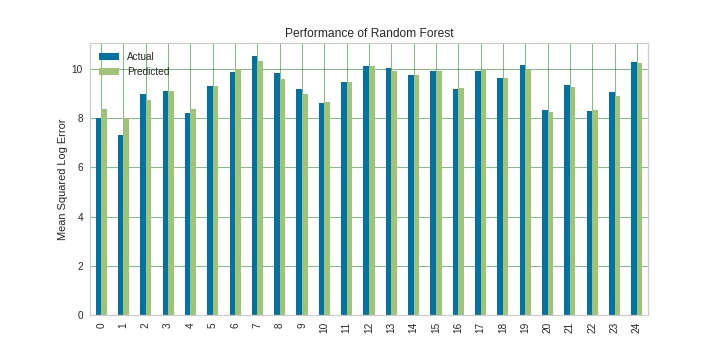 Performance of Random Forest
Actual
Predicted
Mean Squared Log Error
10
8
6
4
2
0
0 1 2 3 4 5 6 7 8 9 10 11 12 13 14 15 16 17 18 19 20 21 22 23 24